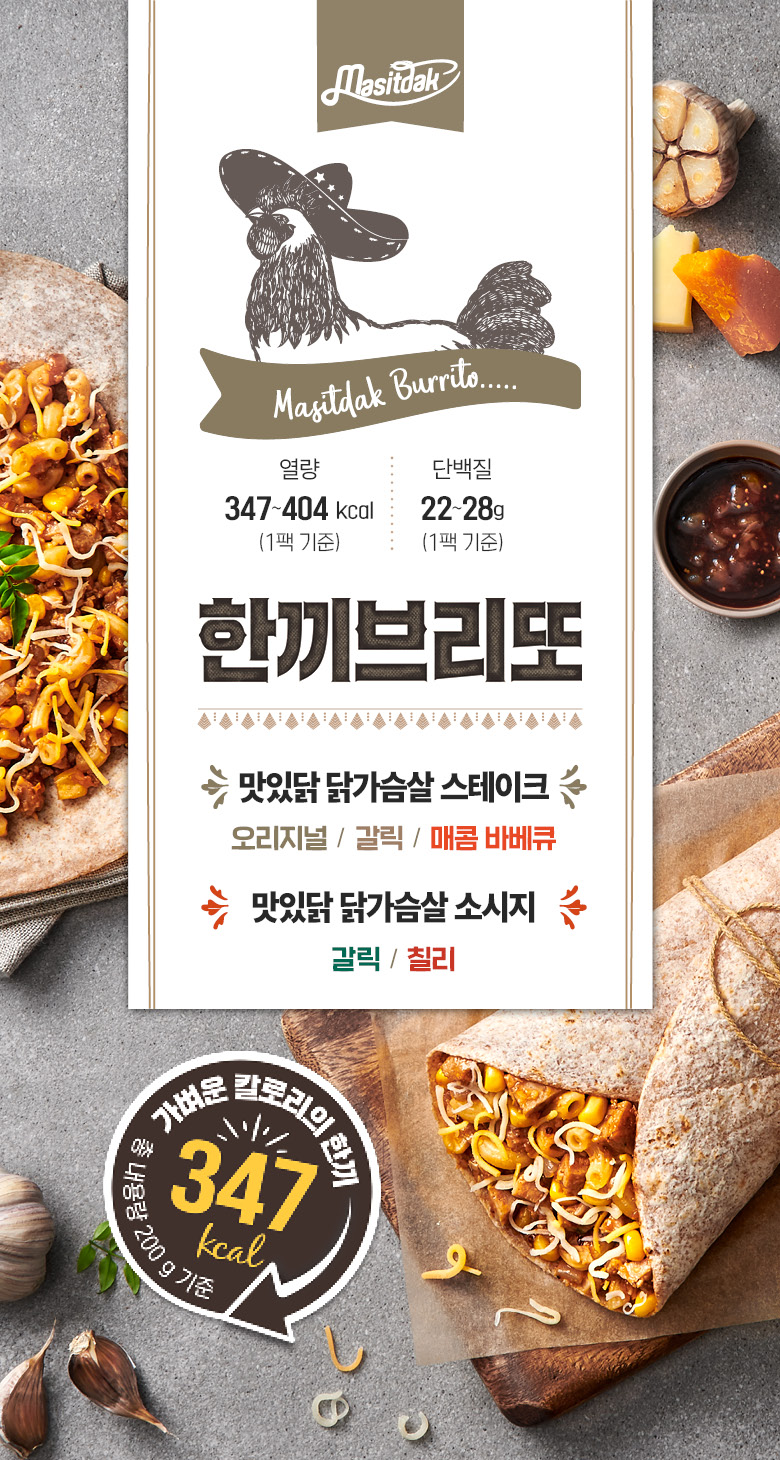 Masitdak
Masitdak Burrito.....
열량
347~404 kcal
(1팩 기준)
단백질
22~28g
(1팩 기준)
한끼브리또
맛있닭 닭가슴살 스테이크
오리지널 / 갈릭 / 매콤 바베큐
맛있닭 닭가슴살 소시지
갈릭 / 칠리
가벼운 칼로리의 한끼
347
kcal
총 내용량 200 g 기준